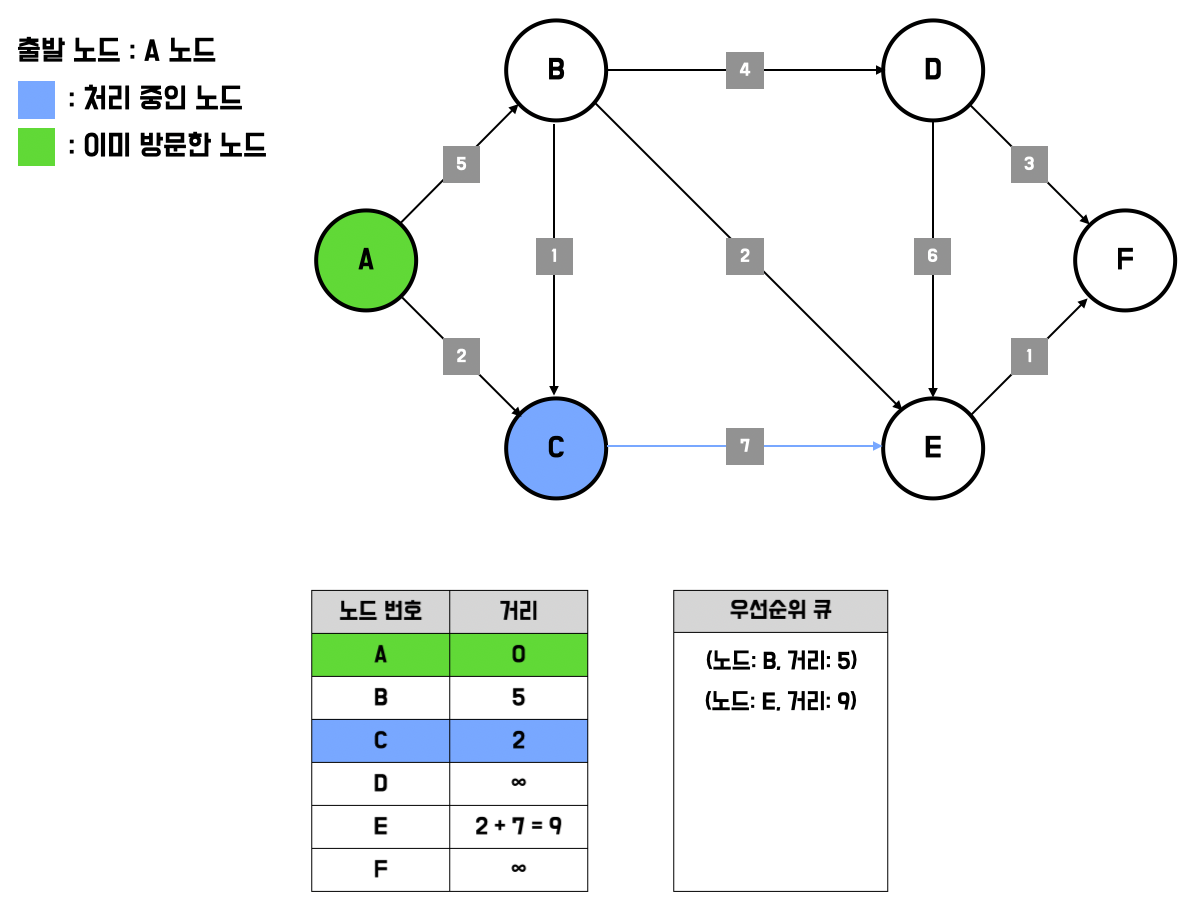 출발 노드 : A 노드
: 처리 중인 노드
: 이미 방문한 노드
B
4
D
5
3
A
1
2
6
F
2
1
C
7
E
노드 번호 거리
A 0
B 5
C 2
D ∞
E 2 + 7 = 9
F ∞
우선순위 큐
(노드: B, 거리: 5)
(노드: E, 거리: 9)